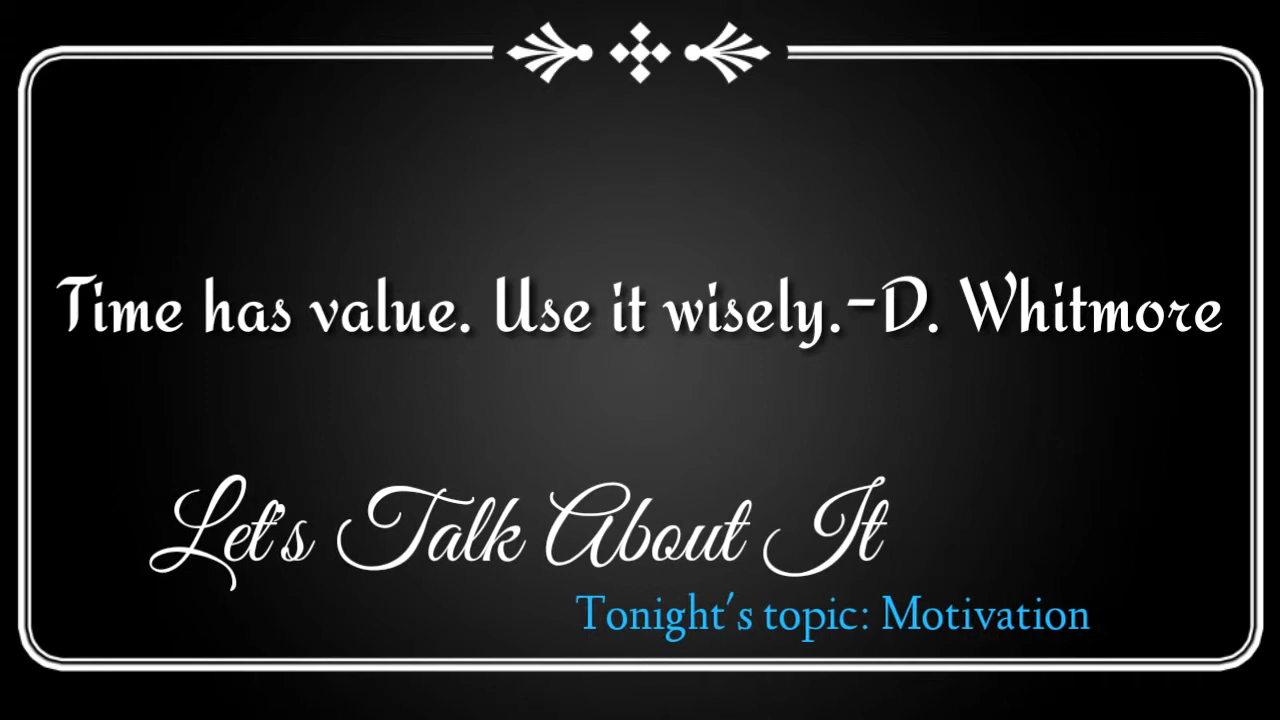 Time has value. Use it wisely.-D. Whitmore
Let's Talk About It
Tonight's topic: Motivation